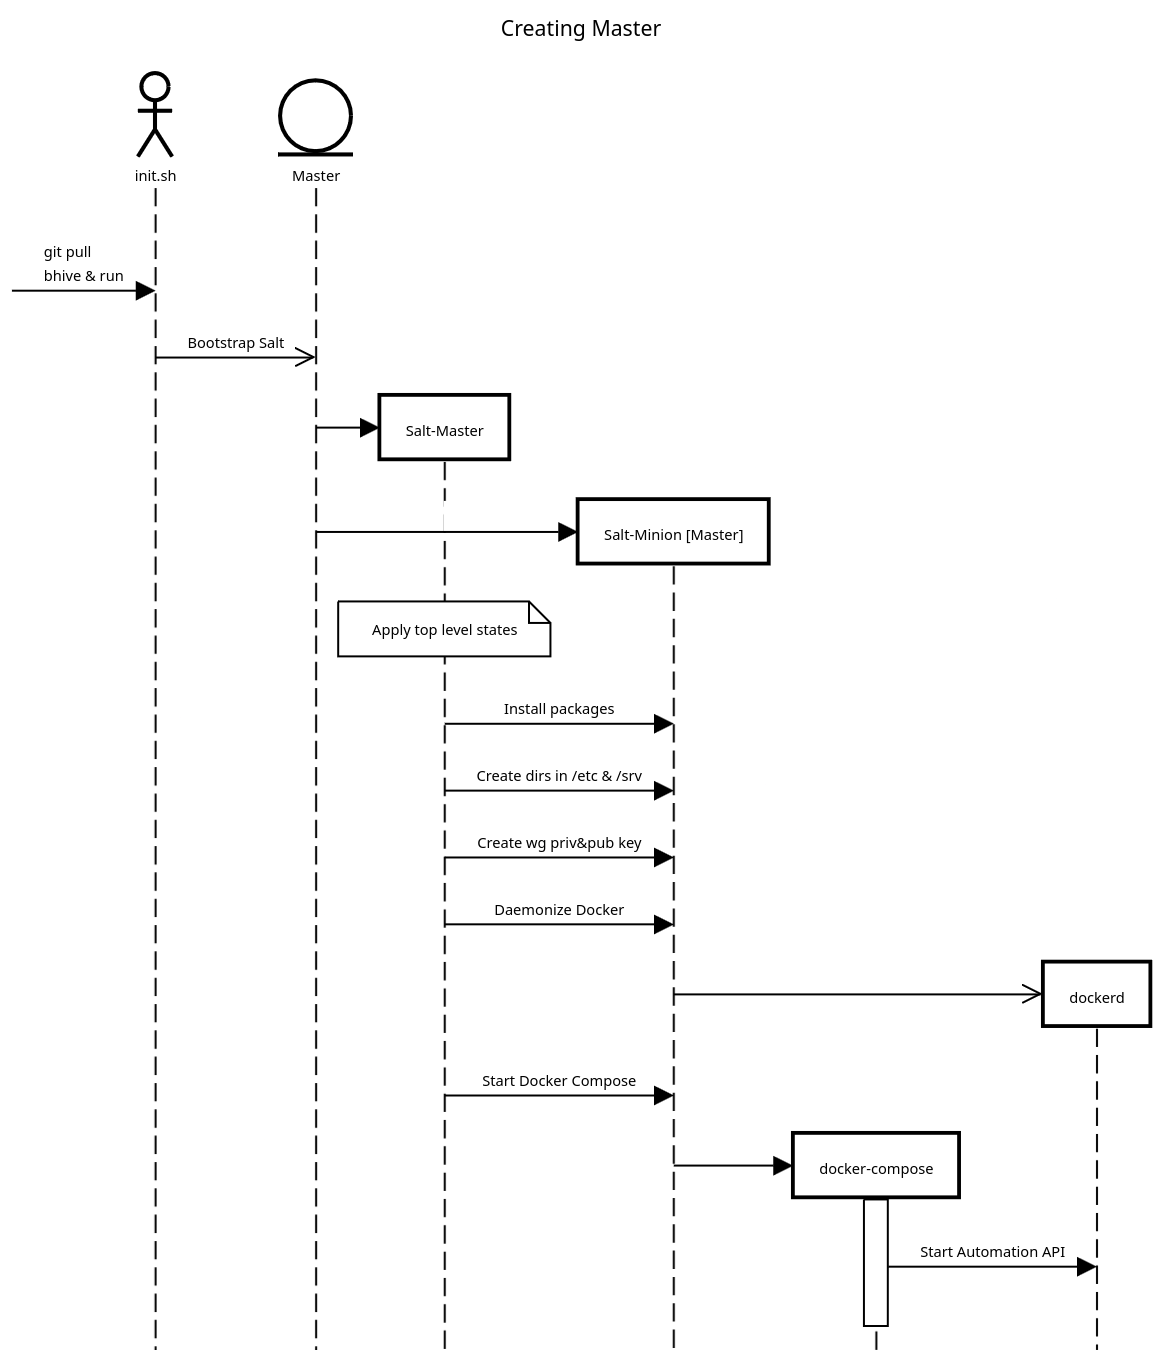 Creating Master
init.sh
Master
git pull
bhive & run
Bootstrap Salt
Salt-Master
Salt-Minion [Master]
Apply top level states
Install packages
Create dirs in /etc & /srv
Create wg priv&pub key
Daemonize Docker
dockerd
Start Docker Compose
docker-compose
Start Automation API